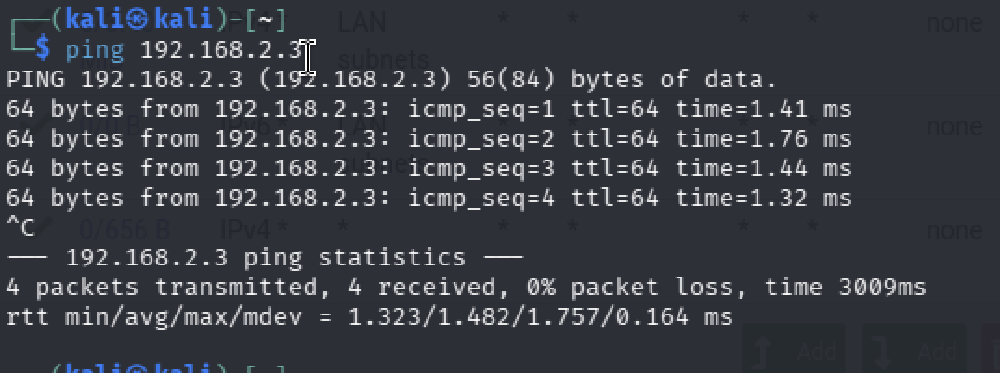 ┌──(kali㉿kali)-[~]
└─$ ping 192.168.2.3
PING 192.168.2.3 (192.168.2.3) 56(84) bytes of data.
64 bytes from 192.168.2.3: icmp_seq=1 ttl=64 time=1.41 ms
64 bytes from 192.168.2.3: icmp_seq=2 ttl=64 time=1.76 ms
64 bytes from 192.168.2.3: icmp_seq=3 ttl=64 time=1.44 ms
64 bytes from 192.168.2.3: icmp_seq=4 ttl=64 time=1.32 ms
^C
─── 192.168.2.3 ping statistics ───
4 packets transmitted, 4 received, 0% packet loss, time 3009ms
rtt min/avg/max/mdev = 1.323/1.482/1.757/0.164 ms
┌──(kali㉿kali)-[~]
LAN * * * * none
subnets
0/0 B IPv6 * LAN * * * * none
0/656 B IPv4 * * * * * * none
Add Add